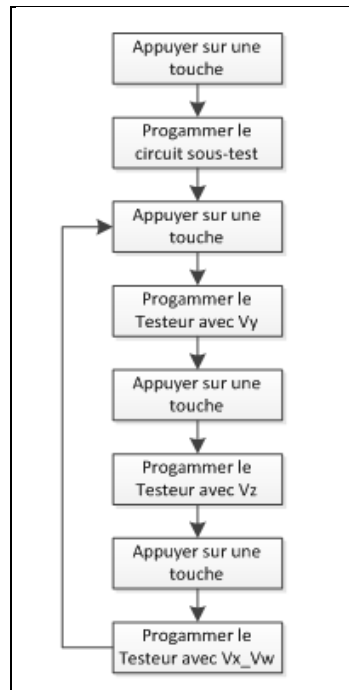 Appuyer sur une
touche
Progammer le
circuit sous-test
Appuyer sur une
touche
Progammer le
Testeur avec Vy
Appuyer sur une
touche
Progammer le
Testeur avec Vz
Appuyer sur une
touche
Progammer le
Testeur avec Vx_Vw